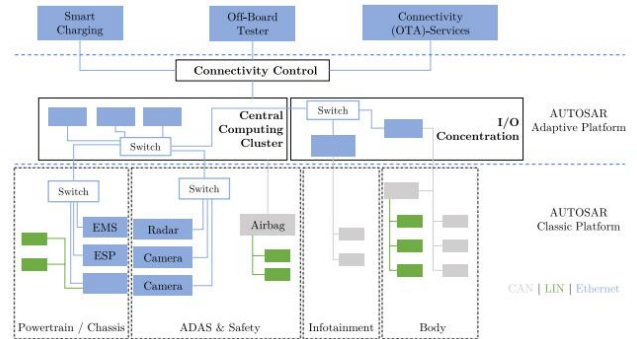 Smart
Charging
Off-Board
Tester
Connectivity
(OTA)-Services
Connectivity Control
Central
Computing
Cluster
Switch
Switch
I/O
Concentration
AUTOSAR
Adaptive Platform
Switch
Switch
EMS
ESP
Radar
Camera
Camera
Airbag
AUTOSAR
Classic Platform
CAN | LIN | Ethernet
Powertrain / Chassis
ADAS & Safety
Infotainment
Body